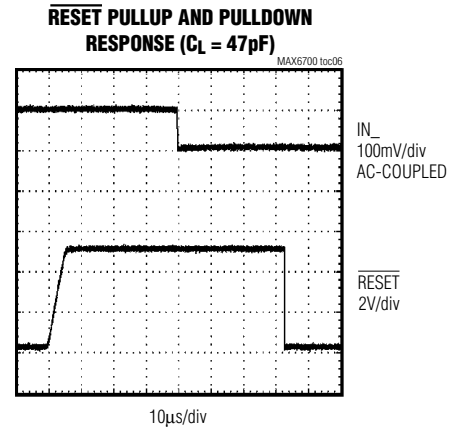 RESET PULLUP AND PULLDOWN
RESPONSE (CL = 47pF)
MAX6700 toc06
IN_
100mV/div
AC-COUPLED
RESET
2V/div
10μs/div